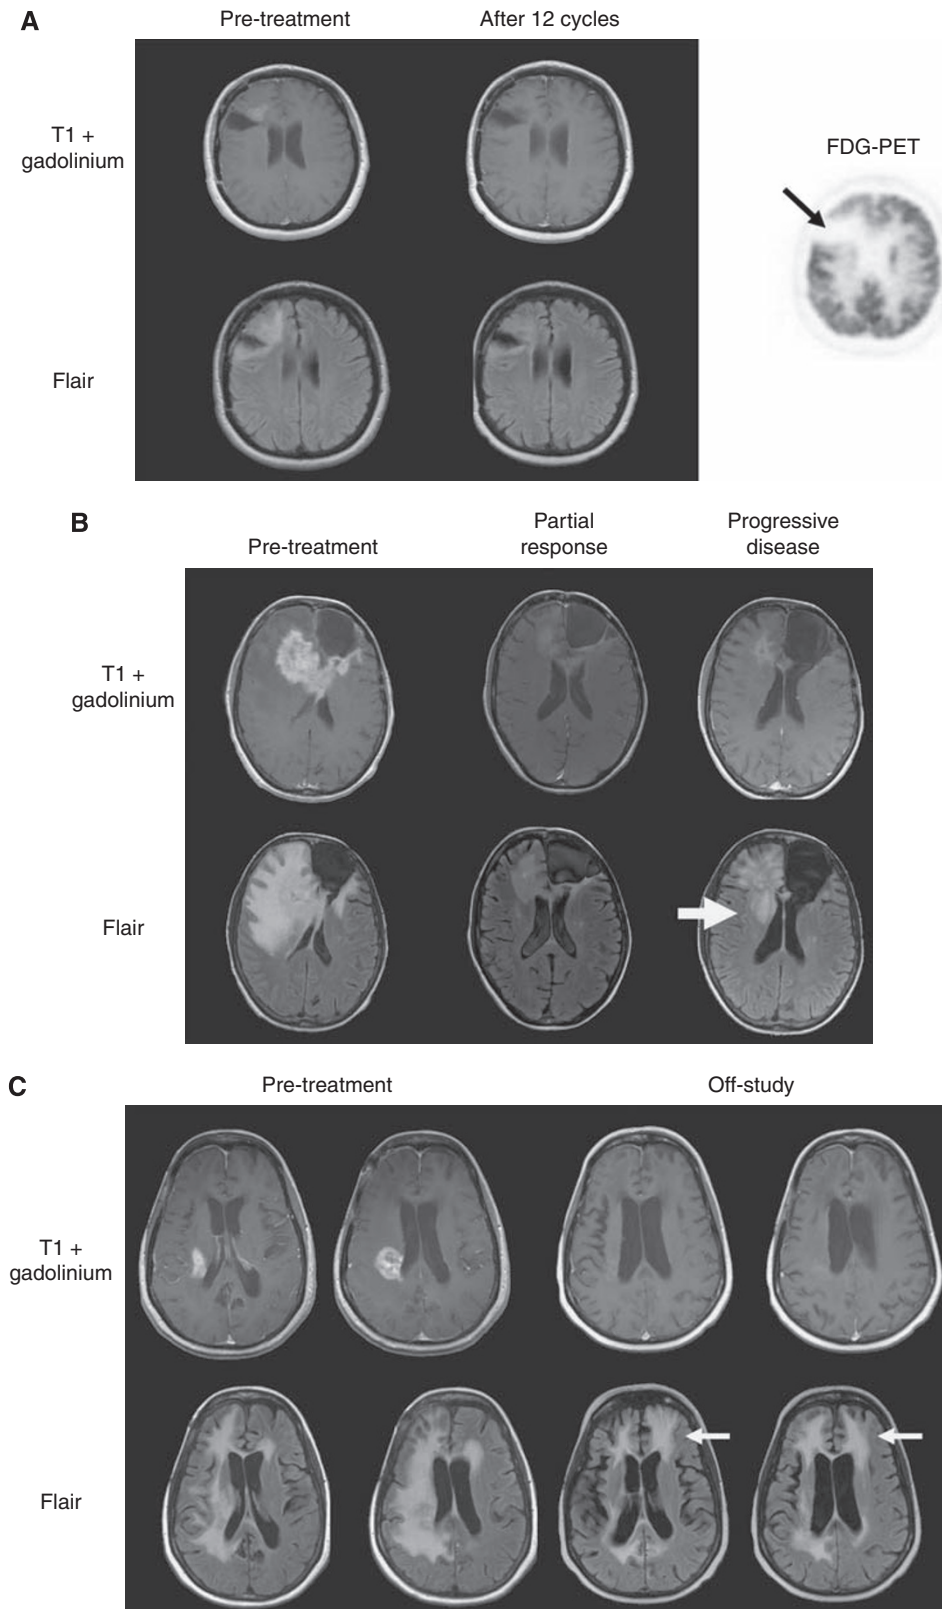 A
Pre-treatment
After 12 cycles
T1 +
gadolinium
FDG-PET
Flair
B
Pre-treatment
Partial
response
Progressive
disease
T1 +
gadolinium
Flair
C
Pre-treatment
Off-study
T1 +
gadolinium
Flair